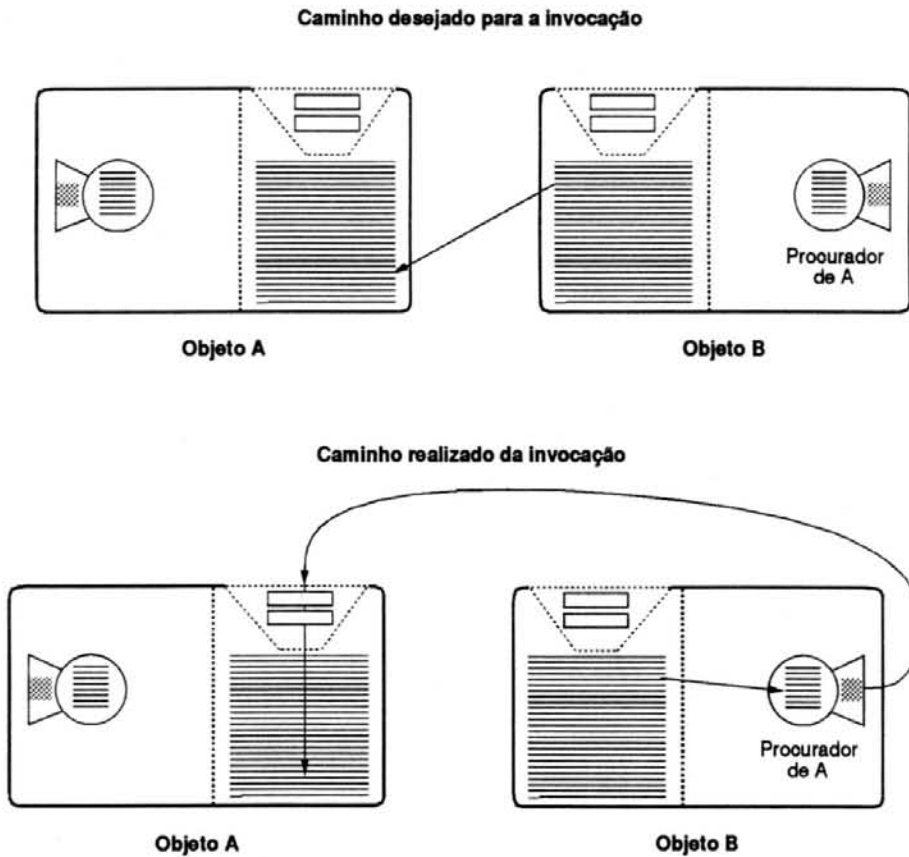 Caminho desejado para a invocação
Procurador
de A
Objeto A
Objeto B
Caminho realizado da invocação
Procurador
de A
Objeto A
Objeto B